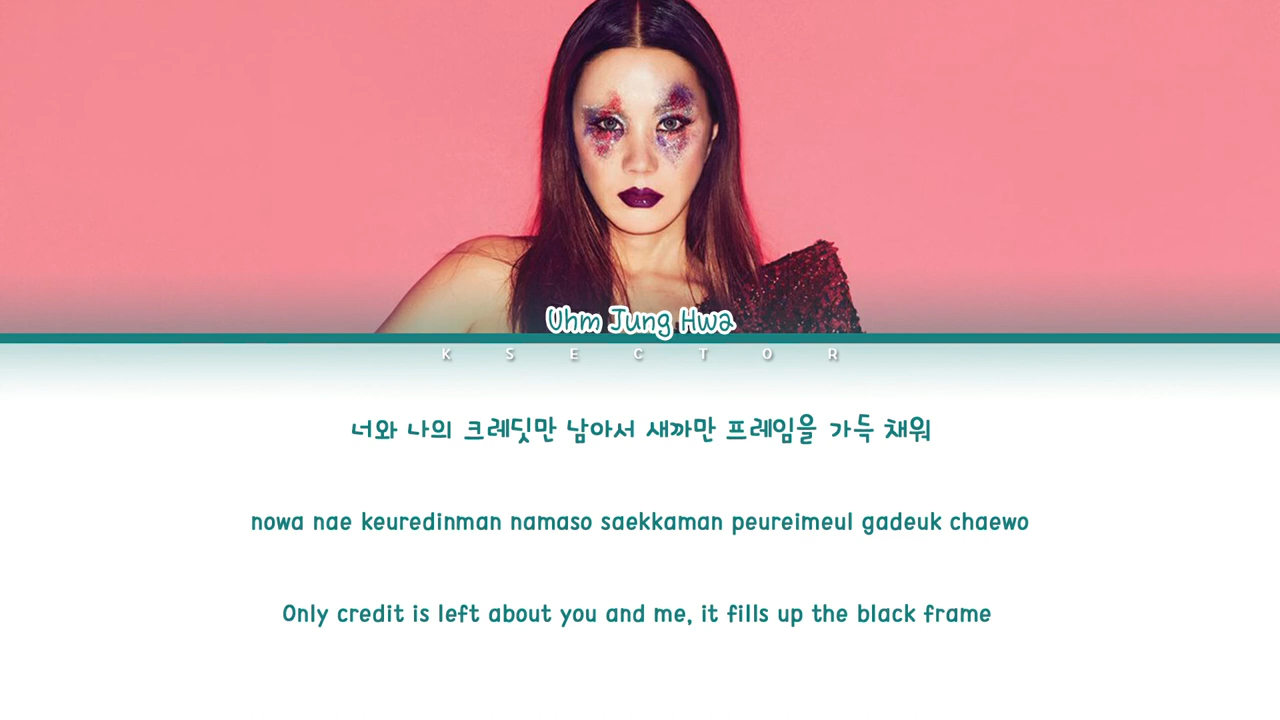 Uhm Jung Hwa
K S E C T O R
너와 나의 크레딧만 남아서 새까만 프레임을 가득 채워
nowa nae keuredinman namaso saekkaman peureimeul gadeuk chaewo
Only credit is left about you and me, it fills up the black frame